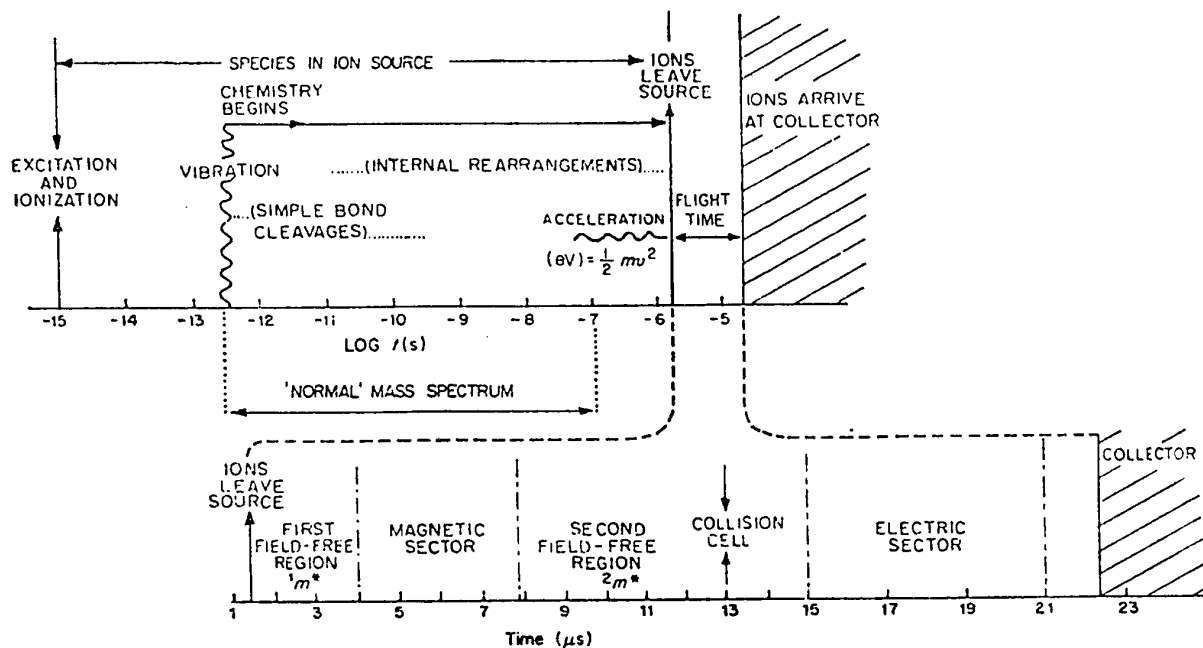 SPECIES IN ION SOURCE
IONS
LEAVE
SOURCE
CHEMISTRY
BEGINS
IONS ARRIVE
AT COLLECTOR
EXCITATION
AND
IONIZATION
VIBRATION
......(INTERNAL REARRANGEMENTS).....
....(SIMPLE BOND
CLEAVAGES)...........
ACCELERATION
(eV) = 1/2 mv²
FLIGHT
TIME
-15 -14 -13 -12 -11 -10 -9 -8 -7 -6 -5
LOG t(s)
'NORMAL' MASS SPECTRUM
IONS
LEAVE
SOURCE
COLLECTOR
FIRST
FIELD-FREE
REGION
¹m*
MAGNETIC
SECTOR
SECOND
FIELD-FREE
REGION
²m*
COLLISION
CELL
ELECTRIC
SECTOR
1 3 5 7 9 11 13 15 17 19 21 23
Time (μs)